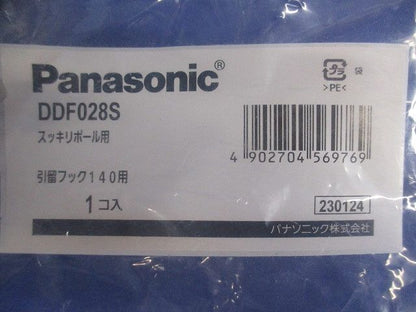 Panasonic®
DDF028S
スッキリポール用
引留フック140用
1コ入
プラ 袋
>PE<
4 902704 569769
230124
パナソニック株式会社